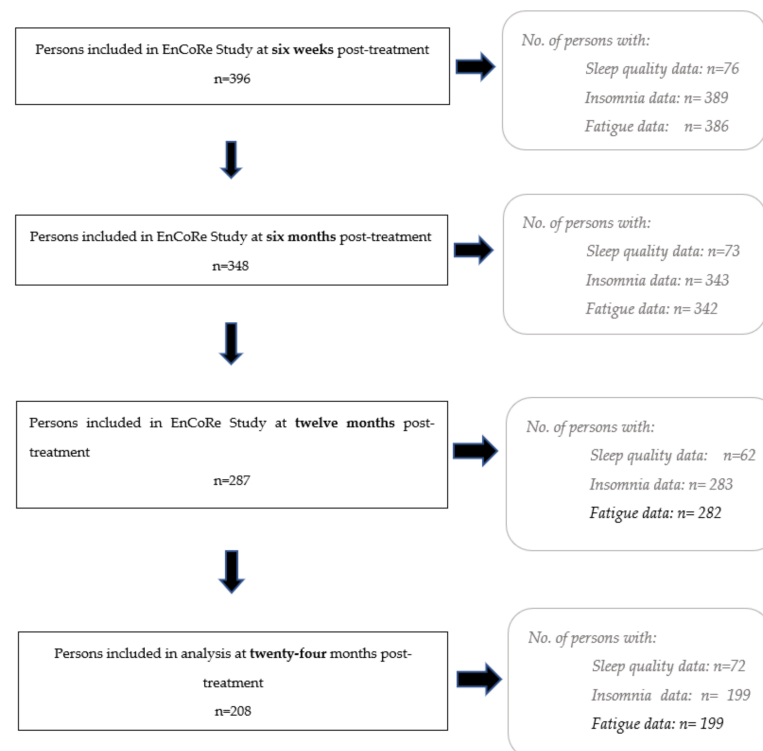 Persons included in EnCoRe Study at six weeks post-treatment
n=396
No. of persons with:
Sleep quality data: n=76
Insomnia data: n= 389
Fatigue data: n= 386
Persons included in EnCoRe Study at six months post-treatment
n=348
No. of persons with:
Sleep quality data: n=73
Insomnia data: n= 343
Fatigue data: n= 342
Persons included in EnCoRe Study at twelve months post-
treatment
n=287
No. of persons with:
Sleep quality data: n=62
Insomnia data: n= 283
Fatigue data: n= 282
Persons included in analysis at twenty-four months post-
treatment
n=208
No. of persons with:
Sleep quality data: n=72
Insomnia data: n= 199
Fatigue data: n= 199